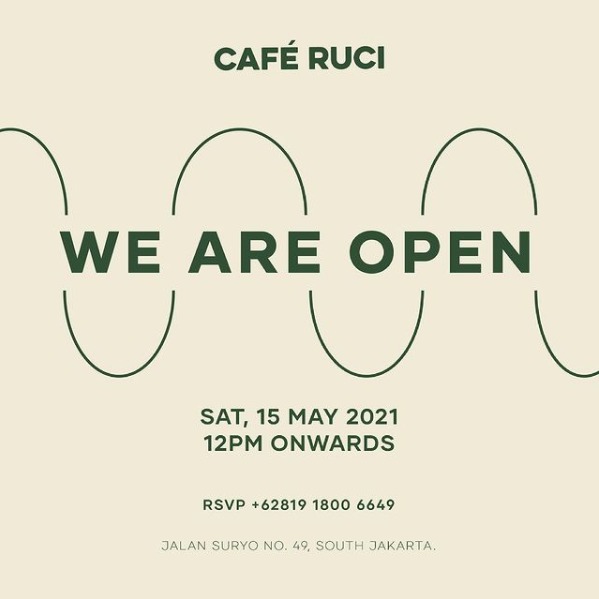 CAFÉ RUCI
WE ARE OPEN
SAT, 15 MAY 2021
12PM ONWARDS
RSVP +62819 1800 6649
JALAN SURYO NO. 49, SOUTH JAKARTA.